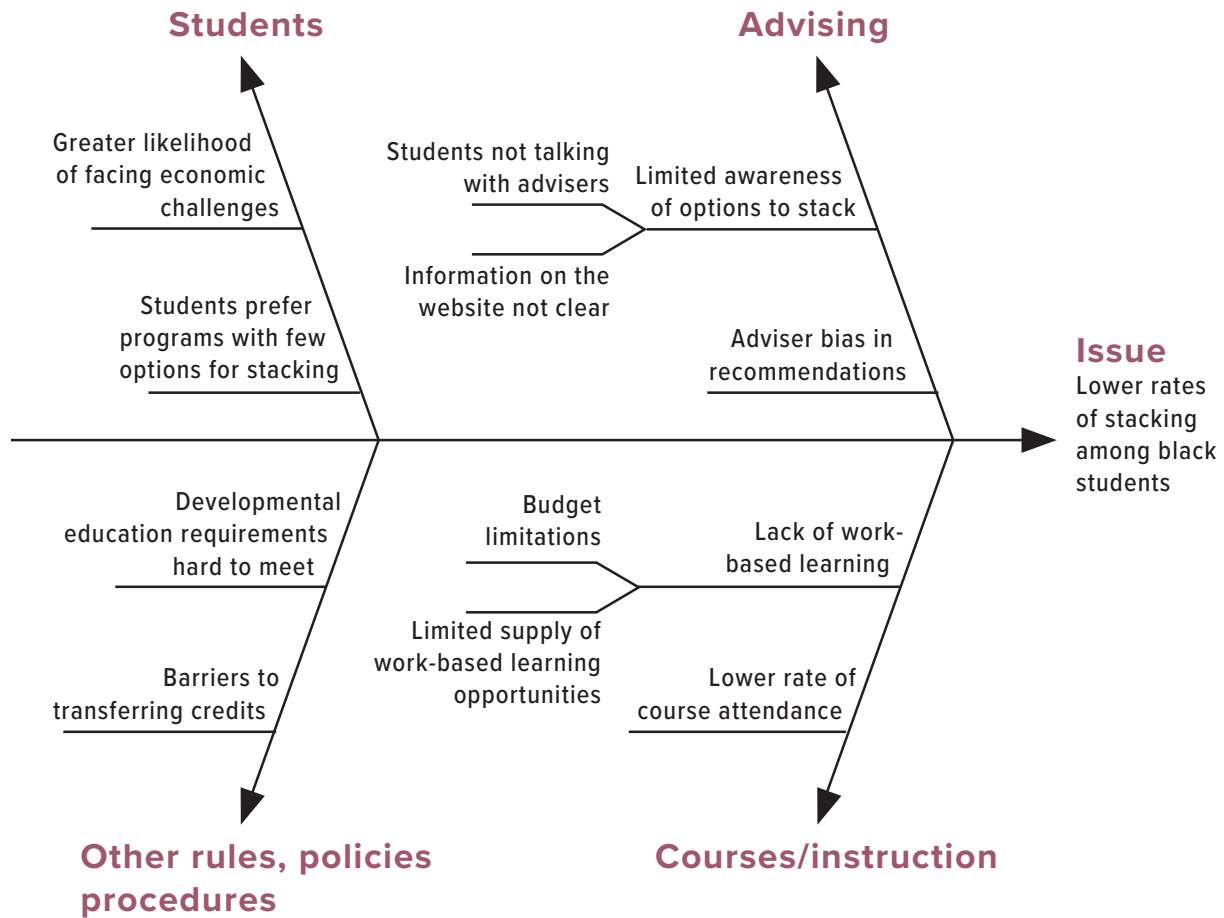 Students
Advising
Greater likelihood
of facing economic
challenges
Students not talking
with advisers
Limited awareness
of options to stack
Information on the
website not clear
Students prefer
programs with few
options for stacking
Adviser bias in
recommendations
Issue
Lower rates
of stacking
among black
students
Developmental
education requirements
hard to meet
Budget
limitations
Lack of work-
based learning
Limited supply of
work-based learning
opportunities
Barriers to
transferring credits
Lower rate of
course attendance
Other rules, policies
procedures
Courses/instruction